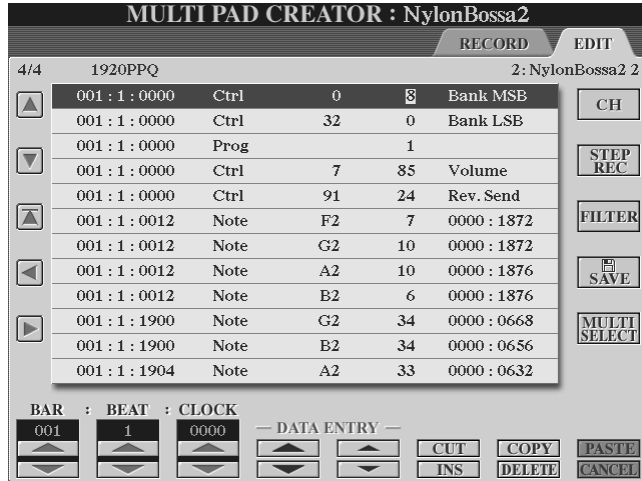 MULTI PAD CREATOR : NylonBossa2
RECORD EDIT
4/4 1920PPQ 2: NylonBossa2 2
001 : 1 : 0000 Ctrl 0 8 Bank MSB
001 : 1 : 0000 Ctrl 32 0 Bank LSB
001 : 1 : 0000 Prog 1
001 : 1 : 0000 Ctrl 7 85 Volume
001 : 1 : 0000 Ctrl 91 24 Rev. Send
001 : 1 : 0012 Note F2 7 0000 : 1872
001 : 1 : 0012 Note G2 10 0000 : 1872
001 : 1 : 0012 Note A2 10 0000 : 1876
001 : 1 : 0012 Note B2 6 0000 : 1876
001 : 1 : 1900 Note G2 34 0000 : 0668
001 : 1 : 1900 Note B2 34 0000 : 0656
001 : 1 : 1904 Note A2 33 0000 : 0632
CH
STEP
REC
FILTER
SAVE
MULTI
SELECT
BAR : BEAT : CLOCK
001 1 0000
DATA ENTRY
CUT COPY PASTE
INS DELETE CANCEL